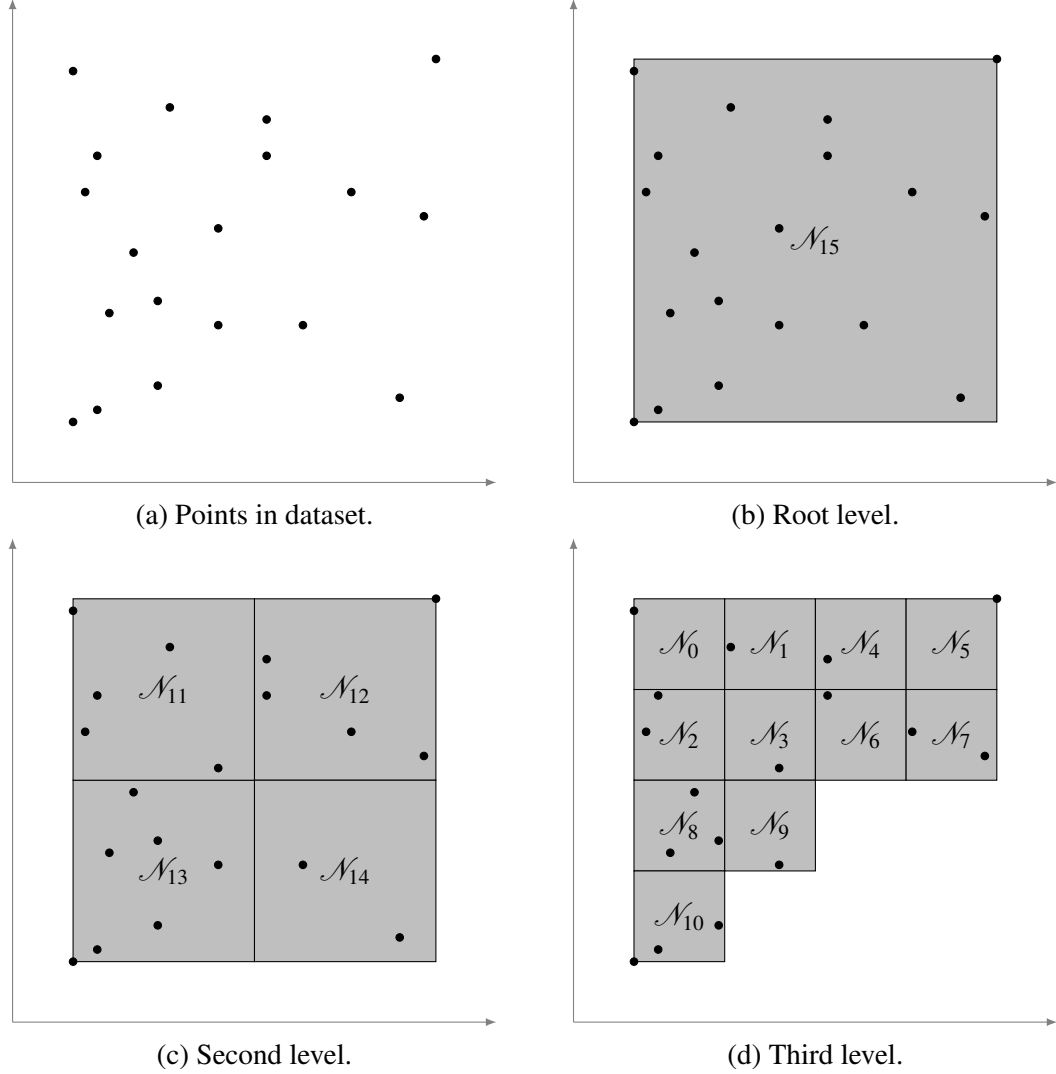 𝒩15
(a) Points in dataset.
(b) Root level.
𝒩11
𝒩12
𝒩13
𝒩14
(c) Second level.
𝒩0
𝒩1
𝒩4
𝒩5
𝒩2
𝒩3
𝒩6
𝒩7
𝒩8
𝒩9
𝒩10
(d) Third level.